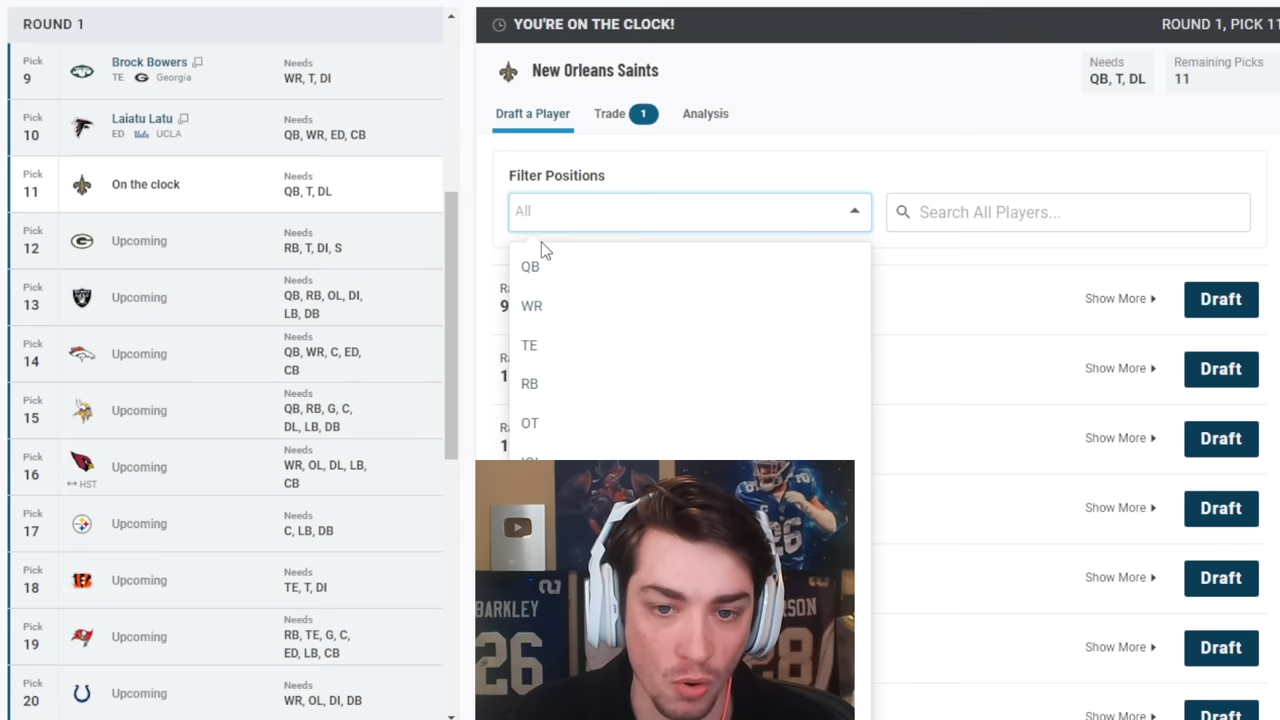 ROUND 1
Pick
9
Brock Bowers
TE Georgia
Needs
WR, T, DI
Pick
10
Laiatu Latu
ED UCLA
Needs
QB, WR, ED, CB
Pick
11
On the clock
Needs
QB, T, DL
Pick
12
Upcoming
Needs
RB, T, DI, S
Pick
13
Upcoming
Needs
QB, RB, OL, DI,
LB, DB
Pick
14
Upcoming
Needs
QB, WR, C, ED,
CB
Pick
15
Upcoming
Needs
QB, RB, G, C,
DL, LB, DB
Pick
16
HST
Upcoming
Needs
WR, OL, DL, LB,
CB
Pick
17
Upcoming
Needs
C, LB, DB
Pick
18
Upcoming
Needs
TE, T, DI
Pick
19
Upcoming
Needs
RB, TE, G, C,
ED, LB, CB
Pick
20
Upcoming
Needs
WR, OL, DI, DB
YOU'RE ON THE CLOCK!
ROUND 1, PICK 11
New Orleans Saints
Needs
QB, T, DL
Remaining Picks
11
Draft a Player
Trade 1
Analysis
Filter Positions
All
Search All Players...
QB
WR
TE
RB
OT
Show More
Draft
Show More
Draft
Show More
Draft
Show More
Draft
Show More
Draft
Show More
Draft
Show More
Draft
BARKLEY
26
26
28